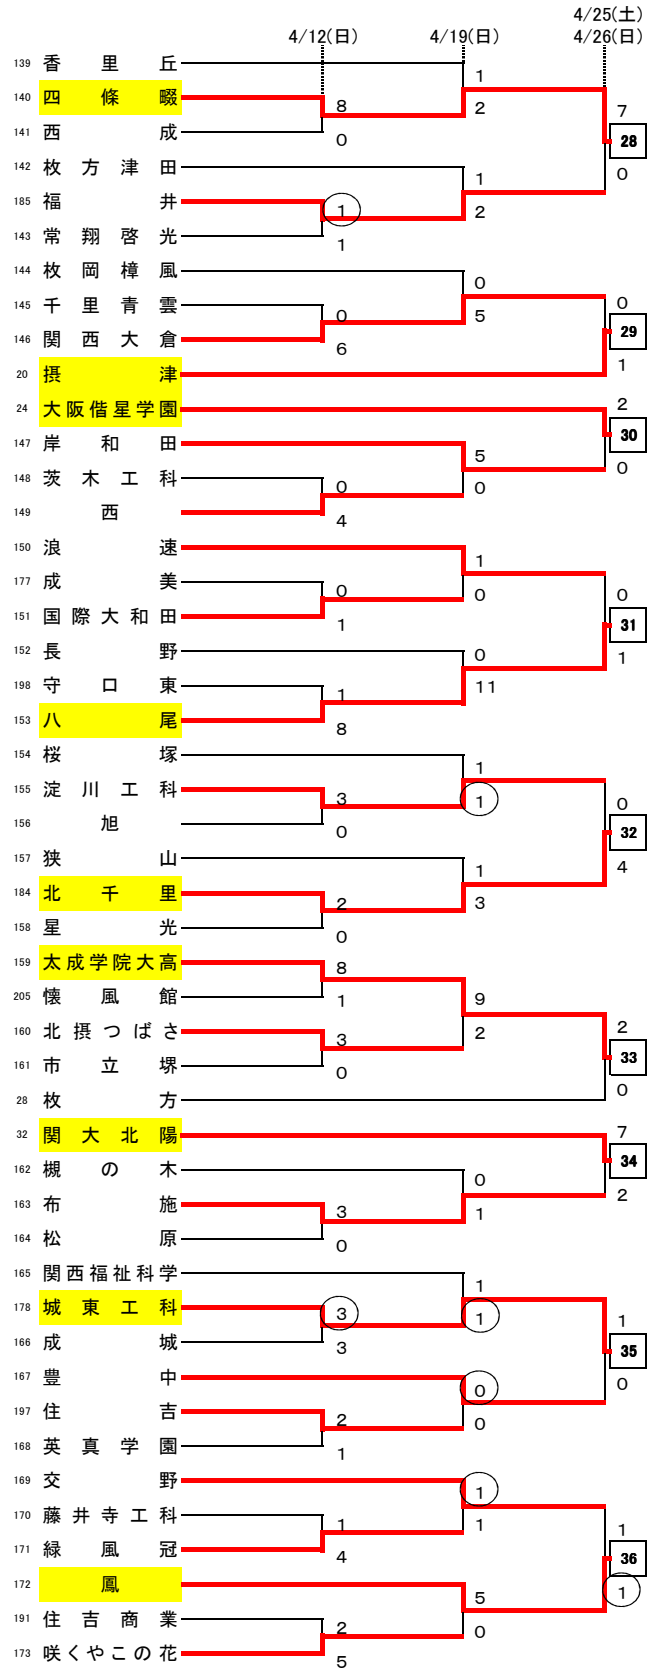 4/25(土)
4/12(日) 4/19(日) 4/26(日)
139 香里丘
1
140 四條畷
8 2 7
141 西成
0 28
142 枚方津田
1 0
185 福井
1 2
143 常翔啓光
1
144 枚岡樟風
0
145 千里青雲
0 5 0
146 関西大倉
6 29
20 摂津
1
24 大阪偕星学園
2
147 岸和田
5 30
148 茨木工科
0 0 0
149 西
4
150 浪速
1
177 成美
0 0 0
151 国際大和田
1 31
152 長野
0 1
198 守口東
1 11
153 八尾
8
154 桜塚
1
155 淀川工科
3 1 0
156 旭
0 32
157 狭山
1 4
184 北千里
2 3
158 星光
0
159 太成学院大高
8
205 懐風館
1 9
160 北摂つばさ
3 2 2
161 市立堺
0 33
28 枚方
0
32 関大北陽
7
162 槻の木
0 34
163 布施
3 1 2
164 松原
0
165 関西福祉科学
1
178 城東工科
3 1 1
166 成城
3 35
167 豊中
0 0
197 住吉
2 0
168 英真学園
1
169 交野
1
170 藤井寺工科
1 1 1
171 緑風冠
4 36
172 鳳
5 1
191 住吉商業
2 0
173 咲くやこの花
5